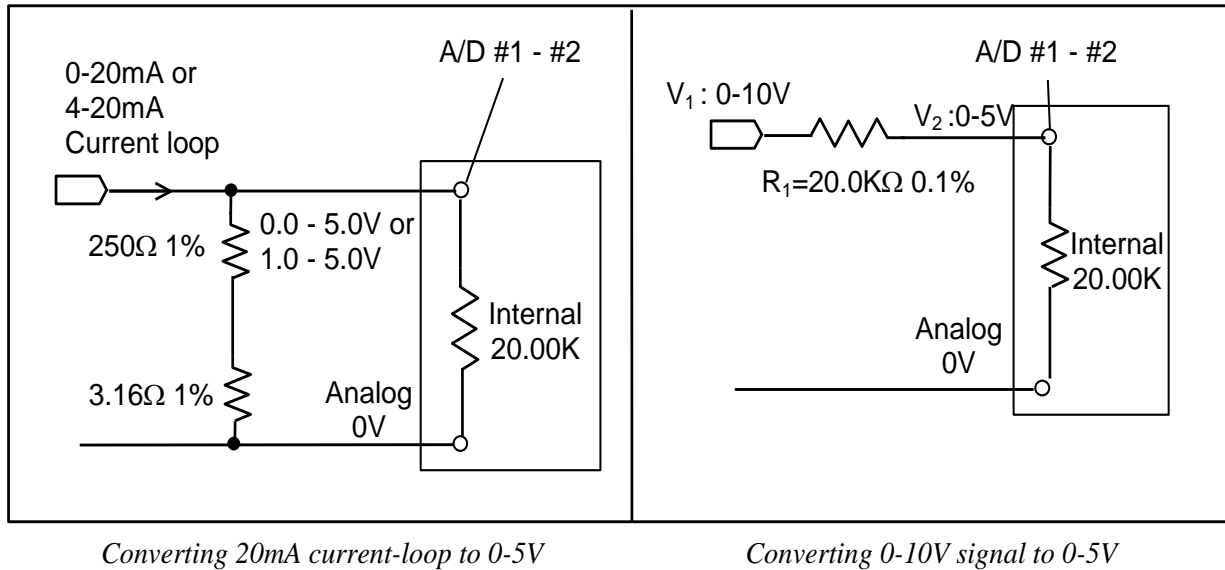 0-20mA or
4-20mA
Current loop
A/D #1 - #2
250Ω 1%
0.0 - 5.0V or
1.0 - 5.0V
Internal
20.00K
3.16Ω 1%
Analog
0V
Converting 20mA current-loop to 0-5V
A/D #1 - #2
V₁ : 0-10V
V₂ :0-5V
R₁=20.0KΩ 0.1%
Internal
20.00K
Analog
0V
Converting 0-10V signal to 0-5V